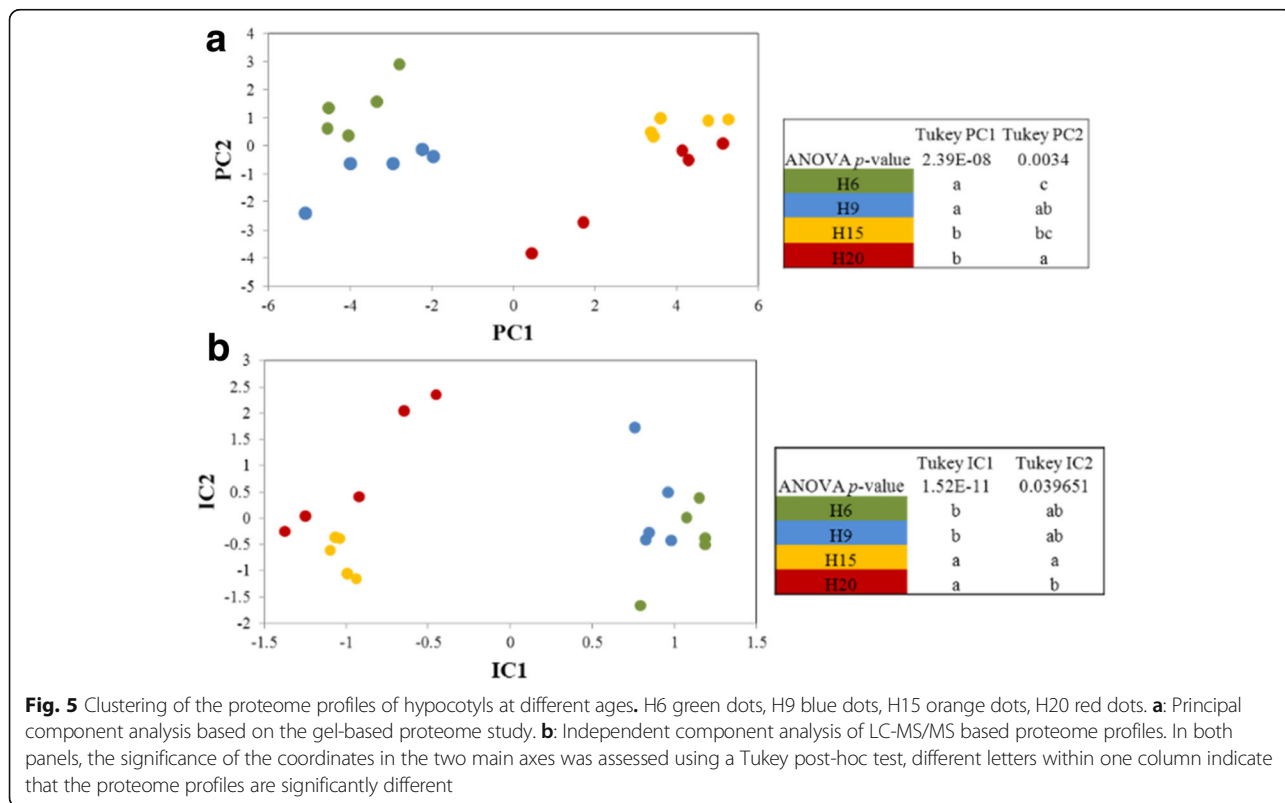 a
4
3
2
1
0
-1
-2
-3
-4
-5
PC2
-6 -4 -2 0 2 4 6
PC1
Tukey PC1 Tukey PC2
ANOVA p-value 2.39E-08 0.0034
H6 a c
H9 a ab
H15 b bc
H20 b a
b
3
2.5
2
1.5
1
0.5
0
-0.5
-1
-1.5
-2
IC2
-1.5 -1 -0.5 0 0.5 1 1.5
IC1
Tukey IC1 Tukey IC2
ANOVA p-value 1.52E-11 0.039651
H6 b ab
H9 b ab
H15 a a
H20 a b
Fig. 5 Clustering of the proteome profiles of hypocotyls at different ages. H6 green dots, H9 blue dots, H15 orange dots, H20 red dots. a: Principal
component analysis based on the gel-based proteome study. b: Independent component analysis of LC-MS/MS based proteome profiles. In both
panels, the significance of the coordinates in the two main axes was assessed using a Tukey post-hoc test, different letters within one column indicate
that the proteome profiles are significantly different